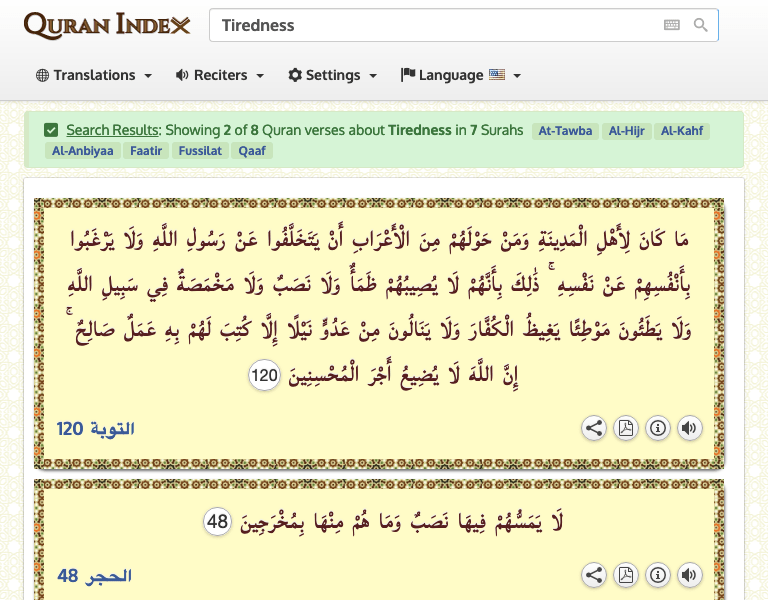 QURAN INDEX
Tiredness
Translations Reciters Settings Language
Search Results: Showing 2 of 8 Quran verses about Tiredness in 7 Surahs At-Tawba Al-Hijr Al-Kahf
Al-Anbiyaa Faatir Fussilat Qaaf
مَا كَانَ لِأَهْلِ الْمَدِينَةِ وَمَنْ حَوْلَهُمْ مِنَ الْأَعْرَابِ أَنْ يَتَخَلَّفُوا عَنْ رَسُولِ اللَّهِ وَلَا يَرْغَبُوا
بِأَنْفُسِهِمْ عَنْ نَفْسِهِ ۚ ذَٰلِكَ بِأَنَّهُمْ لَا يُصِيبُهُمْ ظَمَأٌ وَلَا نَصَبٌ وَلَا مَخْمَصَةٌ فِي سَبِيلِ اللَّهِ
وَلَا يَطَئُونَ مَوْطِئًا يَغِيظُ الْكُفَّارَ وَلَا يَنَالُونَ مِنْ عَدُوٍّ نَيْلًا إِلَّا كُتِبَ لَهُمْ بِهِ عَمَلٌ صَالِحٌ ۚ
إِنَّ اللَّهَ لَا يُضِيعُ أَجْرَ الْمُحْسِنِينَ 120
التوبة 120
لَا يَمَسُّهُمْ فِيهَا نَصَبٌ وَمَا هُمْ مِنْهَا بِمُخْرَجِينَ 48
الحجر 48